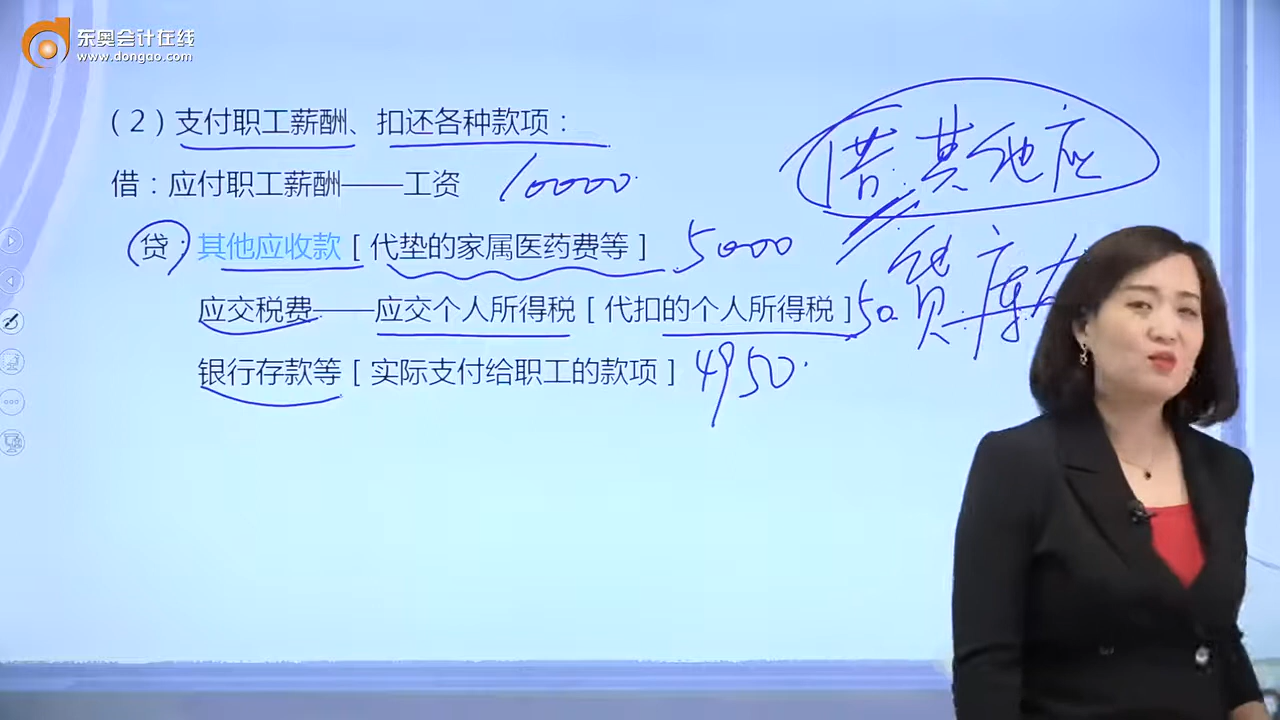 东奥会计在线
www.dongao.com
（2）支付职工薪酬、扣还各种款项：
借：应付职工薪酬——工资 10000
贷：其他应收款［代垫的家属医药费等］5000
应交税费——应交个人所得税［代扣的个人所得税］50
银行存款等［实际支付给职工的款项］4950
借其他应
贷库